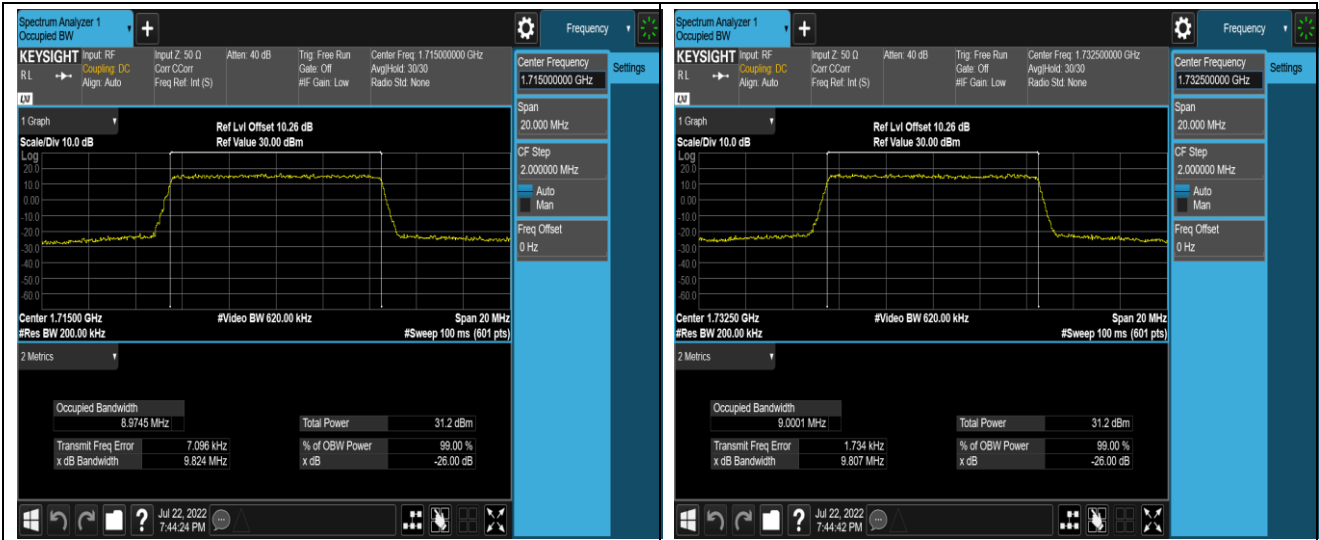 Spectrum Analyzer 1
Occupied BW
+
Frequency
KEYSIGHT
Input: RF
Coupling: DC
Align: Auto
Input Z: 50 Ω
Corr CCorr
Freq Ref: Int (S)
Atten: 40 dB
Trig: Free Run
Gate: Off
#IF Gain: Low
Center Freq: 1.715000000 GHz
Avg|Hold: 30/30
Radio Std: None
RL
LXI
Center Frequency
1.715000000 GHz
Settings
Span
20.000 MHz
CF Step
2.000000 MHz
Auto
Man
Freq Offset
0 Hz
1 Graph
Ref Lvl Offset 10.26 dB
Scale/Div 10.0 dB
Ref Value 30.00 dBm
Log
20.0
10.0
0.00
-10.0
-20.0
-30.0
-40.0
-50.0
-60.0
Center 1.71500 GHz
#Video BW 620.00 kHz
Span 20 MHz
#Res BW 200.00 kHz
#Sweep 100 ms (601 pts)
2 Metrics
Occupied Bandwidth
8.9745 MHz
Total Power 31.2 dBm
Transmit Freq Error 7.096 kHz
% of OBW Power 99.00 %
x dB Bandwidth 9.824 MHz
x dB -26.00 dB
?
Jul 22, 2022
7:44:24 PM
Spectrum Analyzer 1
Occupied BW
+
Frequency
KEYSIGHT
Input: RF
Coupling: DC
Align: Auto
Input Z: 50 Ω
Corr CCorr
Freq Ref: Int (S)
Atten: 40 dB
Trig: Free Run
Gate: Off
#IF Gain: Low
Center Freq: 1.732500000 GHz
Avg|Hold: 30/30
Radio Std: None
RL
LXI
Center Frequency
1.732500000 GHz
Settings
Span
20.000 MHz
CF Step
2.000000 MHz
Auto
Man
Freq Offset
0 Hz
1 Graph
Ref Lvl Offset 10.26 dB
Scale/Div 10.0 dB
Ref Value 30.00 dBm
Log
20.0
10.0
0.00
-10.0
-20.0
-30.0
-40.0
-50.0
-60.0
Center 1.73250 GHz
#Video BW 620.00 kHz
Span 20 MHz
#Res BW 200.00 kHz
#Sweep 100 ms (601 pts)
2 Metrics
Occupied Bandwidth
9.0001 MHz
Total Power 31.2 dBm
Transmit Freq Error 1.734 kHz
% of OBW Power 99.00 %
x dB Bandwidth 9.807 MHz
x dB -26.00 dB
?
Jul 22, 2022
7:44:42 PM